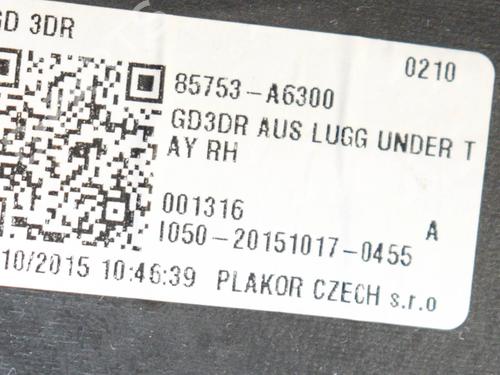 GD 3DR
0210
85753-A6300
GD3DR AUS LUGG UNDER T
AY RH
001316
A
I050-20151017-0455
10/2015 10:46:39 PLAKOR CZECH s.r.o